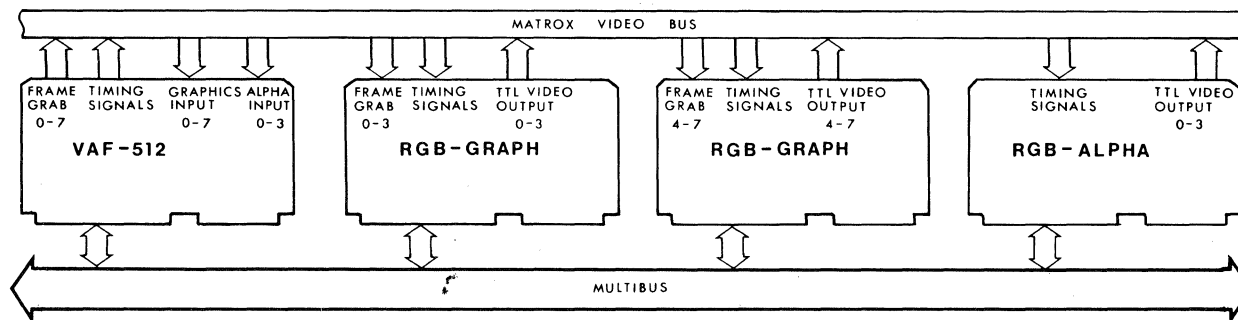 MATROX VIDEO BUS
FRAME GRAB 0-7
TIMING SIGNALS
GRAPHICS INPUT 0-7
ALPHA INPUT 0-3
VAF-512
FRAME GRAB 0-3
TIMING SIGNALS
TTL VIDEO OUTPUT 0-3
RGB-GRAPH
FRAME GRAB 4-7
TIMING SIGNALS
TTL VIDEO OUTPUT 4-7
RGB-GRAPH
TIMING SIGNALS
TTL VIDEO OUTPUT 0-3
RGB-ALPHA
MULTIBUS